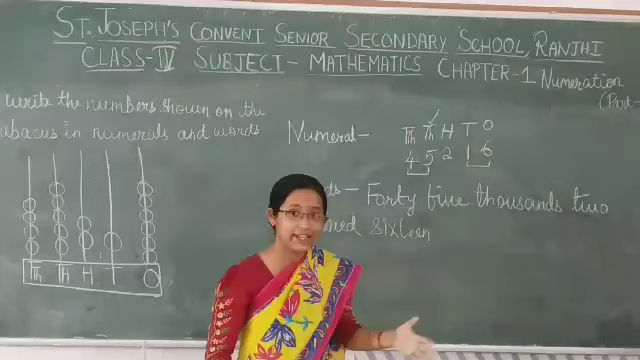 ST. JOSEPH'S CONVENT SENIOR SECONDARY SCHOOL RANJHI
CLASS-IV SUBJECT- MATHEMATICS CHAPTER-1 Numeration
(Part-
write the numbers shown on the
abacus in numerals and words
Numeral- TTh Th H T O
4 5 2 1 6
Forty five thousands two
sixteen
TTh Th H T O